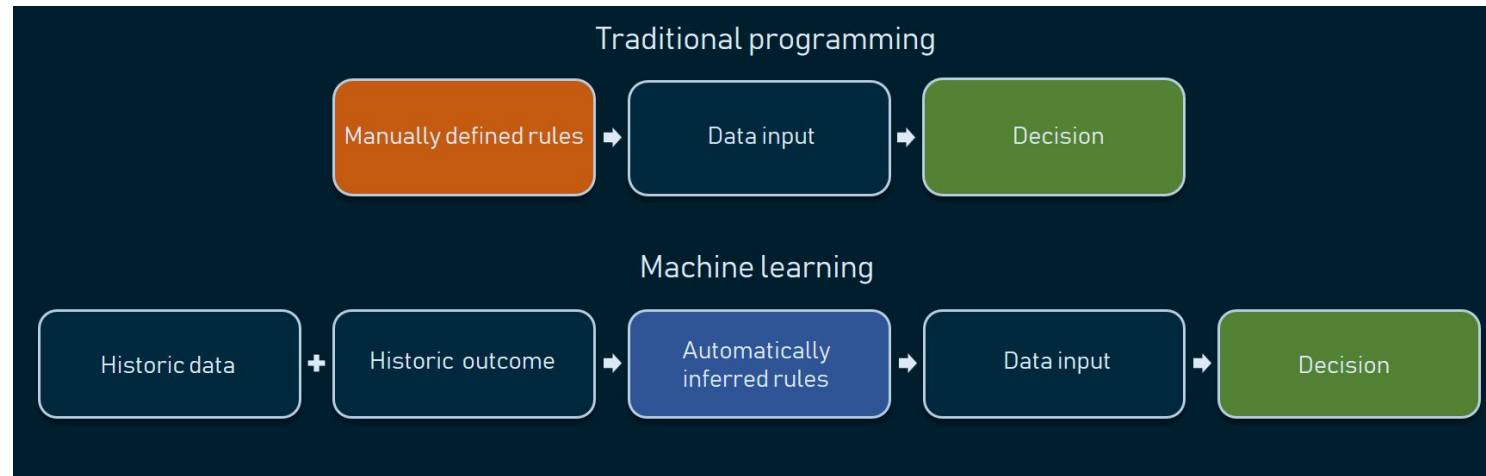 Traditional programming
Manually defined rules
Data input
Decision
Machine learning
Historic data
Historic outcome
Automatically
inferred rules
Data input
Decision